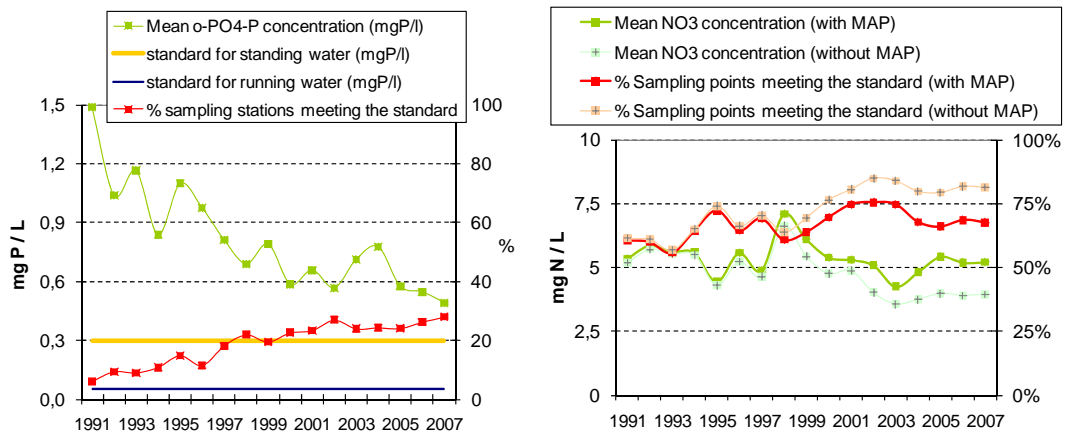 Mean o-PO4-P concentration (mgP/l)
standard for standing water (mgP/l)
standard for running water (mgP/l)
% sampling stations meeting the standard
1,5
1,2
0,9
0,6
0,3
0,0
mg P / L
100
80
60
40
20
0
%
1991 1993 1995 1997 1999 2001 2003 2005 2007
Mean NO3 concentration (with MAP)
Mean NO3 concentration (without MAP)
% Sampling points meeting the standard (with MAP)
% Sampling points meeting the standard (without MAP)
10
7,5
5
2,5
0
mg N / L
100%
75%
50%
25%
0%
1991 1993 1995 1997 1999 2001 2003 2005 2007